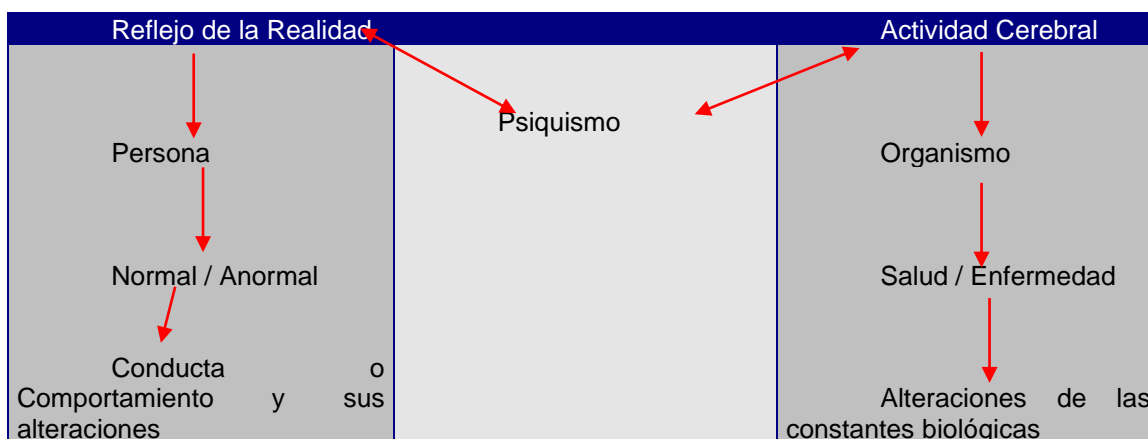 Reflejo de la Realidad
Actividad Cerebral
Psiquismo
Persona
Organismo
Normal / Anormal
Salud / Enfermedad
Conducta o
Comportamiento y sus
alteraciones
Alteraciones de las
constantes biológicas